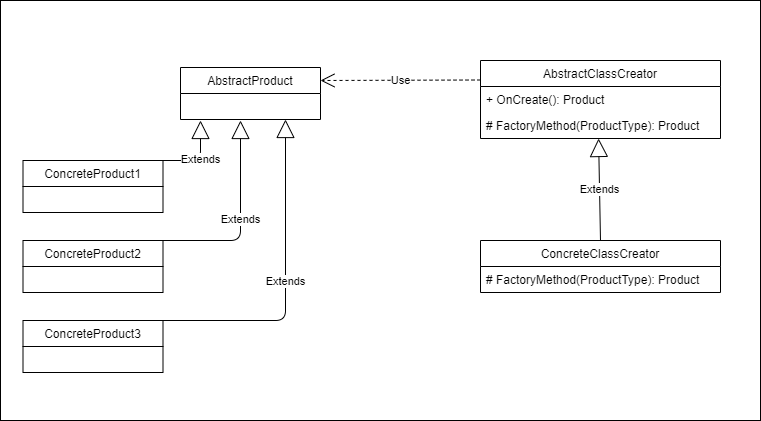 AbstractProduct
Use
AbstractClassCreator
+ OnCreate(): Product
# FactoryMethod(ProductType): Product
Extends
ConcreteProduct1
Extends
Extends
ConcreteProduct2
ConcreteClassCreator
# FactoryMethod(ProductType): Product
Extends
ConcreteProduct3